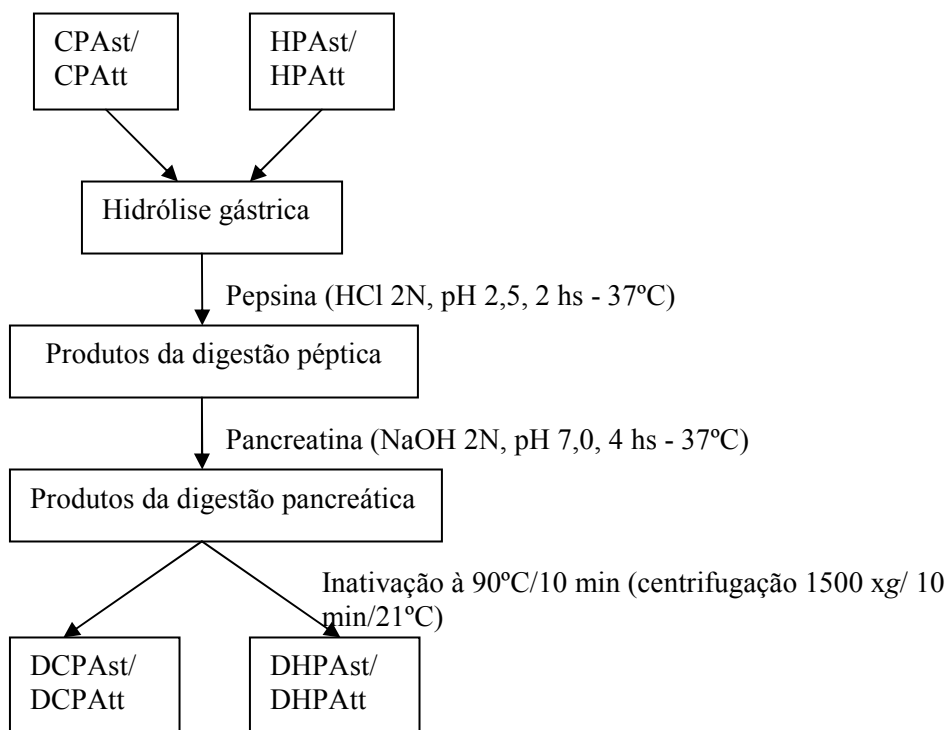 CPAst/
CPAtt
HPAst/
HPAtt
Hidrólise gástrica
Pepsina (HCl 2N, pH 2,5, 2 hs - 37ºC)
Produtos da digestão péptica
Pancreatina (NaOH 2N, pH 7,0, 4 hs - 37ºC)
Produtos da digestão pancreática
Inativação à 90ºC/10 min (centrifugação 1500 xg/ 10
min/21ºC)
DCPAst/
DCPAtt
DHPAst/
DHPAtt